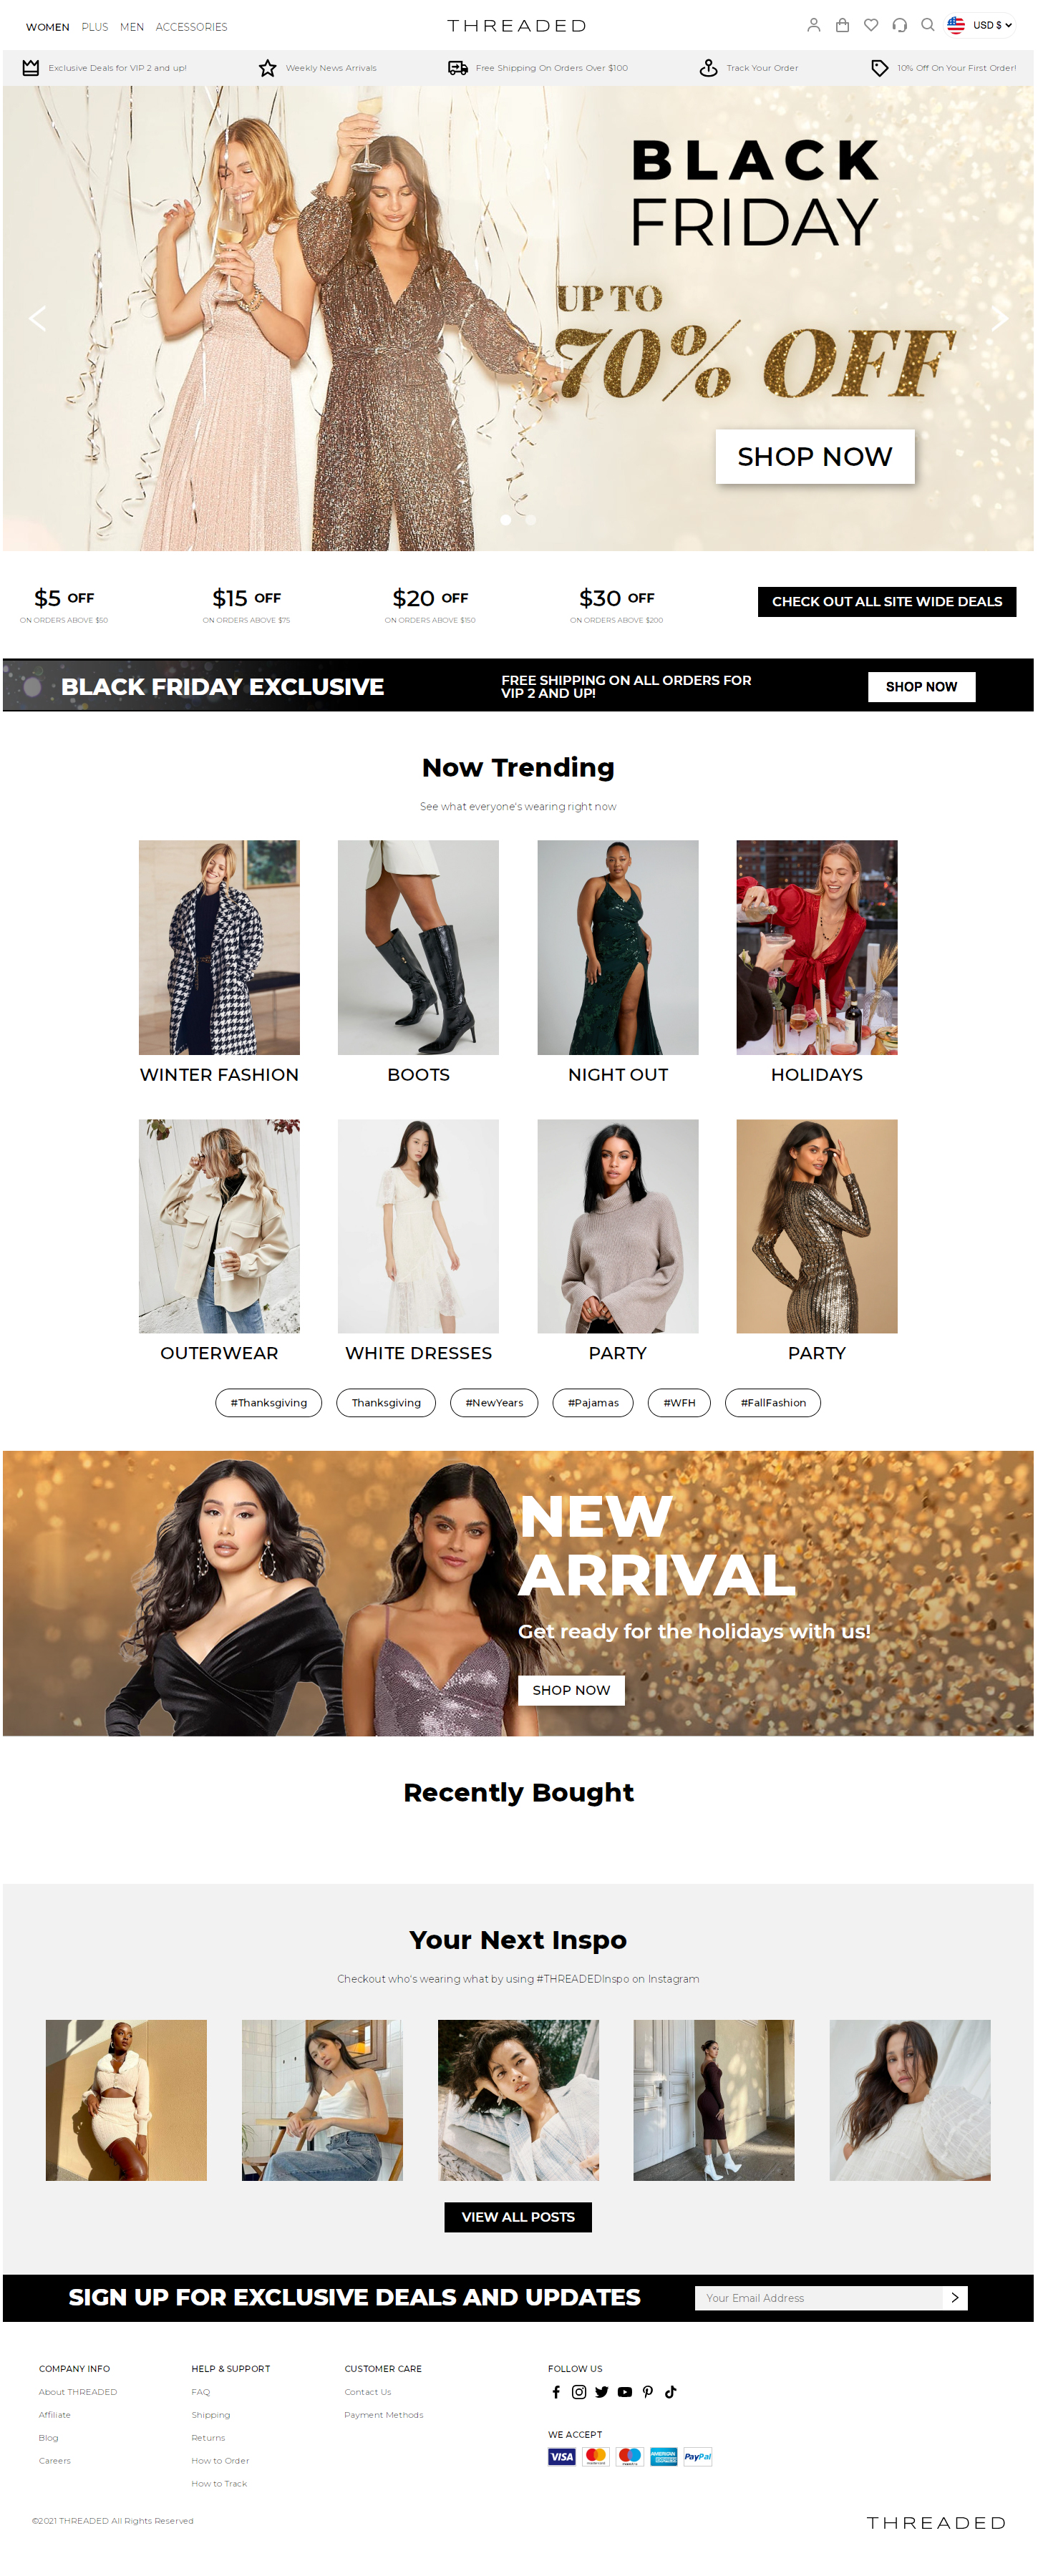 WOMEN PLUS MEN ACCESSORIES
THREADED
USD $
Exclusive Deals for VIP 2 and up!
Weekly News Arrivals
Free Shipping On Orders Over $100
Track Your Order
10% Off On Your First Order!
BLACK
FRIDAY
UP TO
70% OFF
SHOP NOW
$5 OFF
ON ORDERS ABOVE $50
$15 OFF
ON ORDERS ABOVE $75
$20 OFF
ON ORDERS ABOVE $150
$30 OFF
ON ORDERS ABOVE $200
CHECK OUT ALL SITE WIDE DEALS
BLACK FRIDAY EXCLUSIVE
FREE SHIPPING ON ALL ORDERS FOR
VIP 2 AND UP!
SHOP NOW
Now Trending
See what everyone's wearing right now
WINTER FASHION
BOOTS
NIGHT OUT
HOLIDAYS
OUTERWEAR
WHITE DRESSES
PARTY
PARTY
#Thanksgiving
Thanksgiving
#NewYears
#Pajamas
#WFH
#FallFashion
NEW
ARRIVAL
Get ready for the holidays with us!
SHOP NOW
Recently Bought
Your Next Inspo
Checkout who's wearing what by using #THREADEDInspo on Instagram
VIEW ALL POSTS
SIGN UP FOR EXCLUSIVE DEALS AND UPDATES
Your Email Address
COMPANY INFO
About THREADED
Affiliate
Blog
Careers
HELP & SUPPORT
FAQ
Shipping
Returns
How to Order
How to Track
CUSTOMER CARE
Contact Us
Payment Methods
FOLLOW US
WE ACCEPT
VISA
AMERICAN EXPRESS
PayPal
©2021 THREADED All Rights Reserved
THREADED